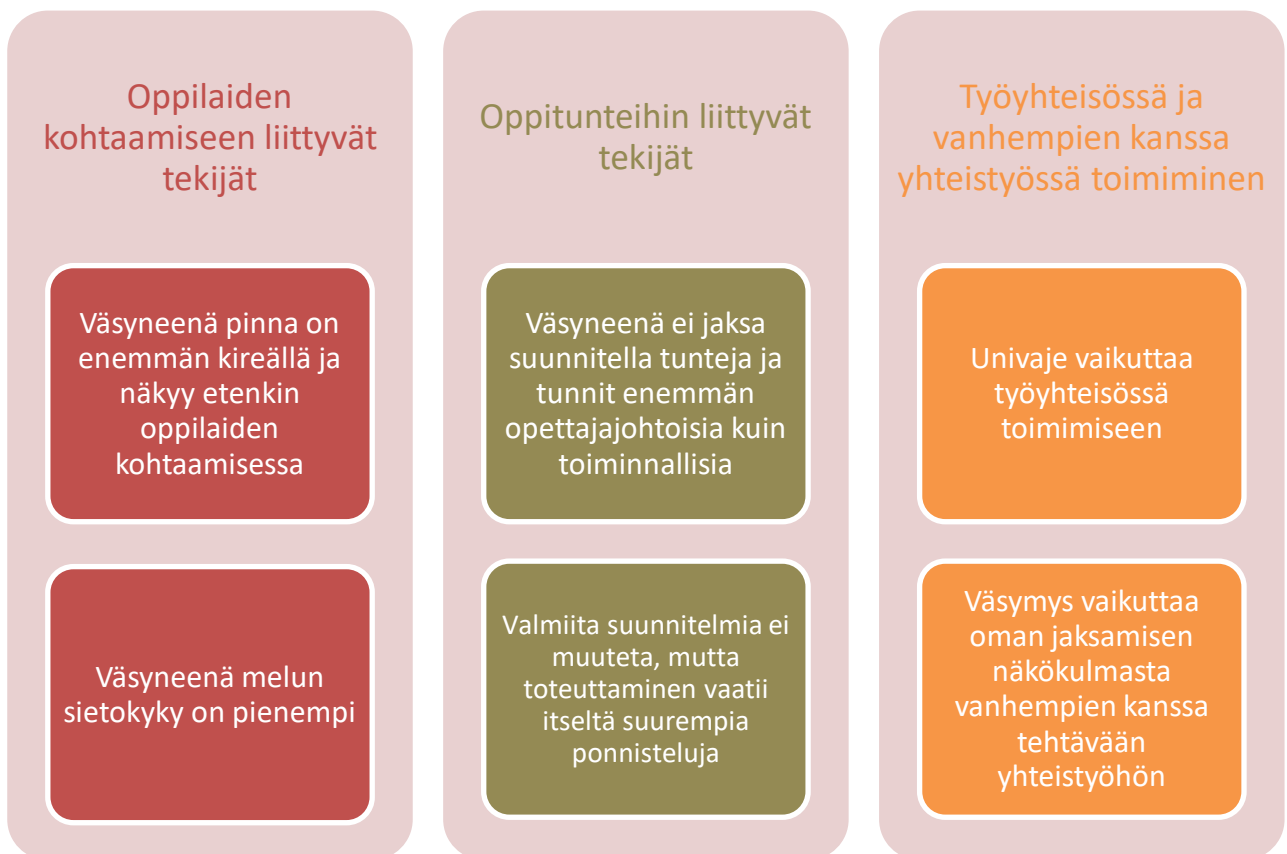 Oppilaiden
kohtaamiseen liittyvät
tekijät
Väsyneenä pinna on
enemmän kireällä ja
näkyy etenkin
oppilaiden
kohtaamisessa
Väsyneenä melun
sietokyky on pienempi
Oppitunteihin liittyvät
tekijät
Väsyneenä ei jaksa
suunnitella tunteja ja
tunnit enemmän
opettajajohtoisia kuin
toiminnallisia
Valmiita suunnitelmia ei
muuteta, mutta
toteuttaminen vaatii
itseltä suurempia
ponnisteluja
Työyhteisössä ja
vanhempien kanssa
yhteistyössä toimiminen
Univaje vaikuttaa
työyhteisössä
toimimiseen
Väsymys vaikuttaa
oman jaksamisen
näkökulmasta
vanhempien kanssa
tehtävään
yhteistyöhön